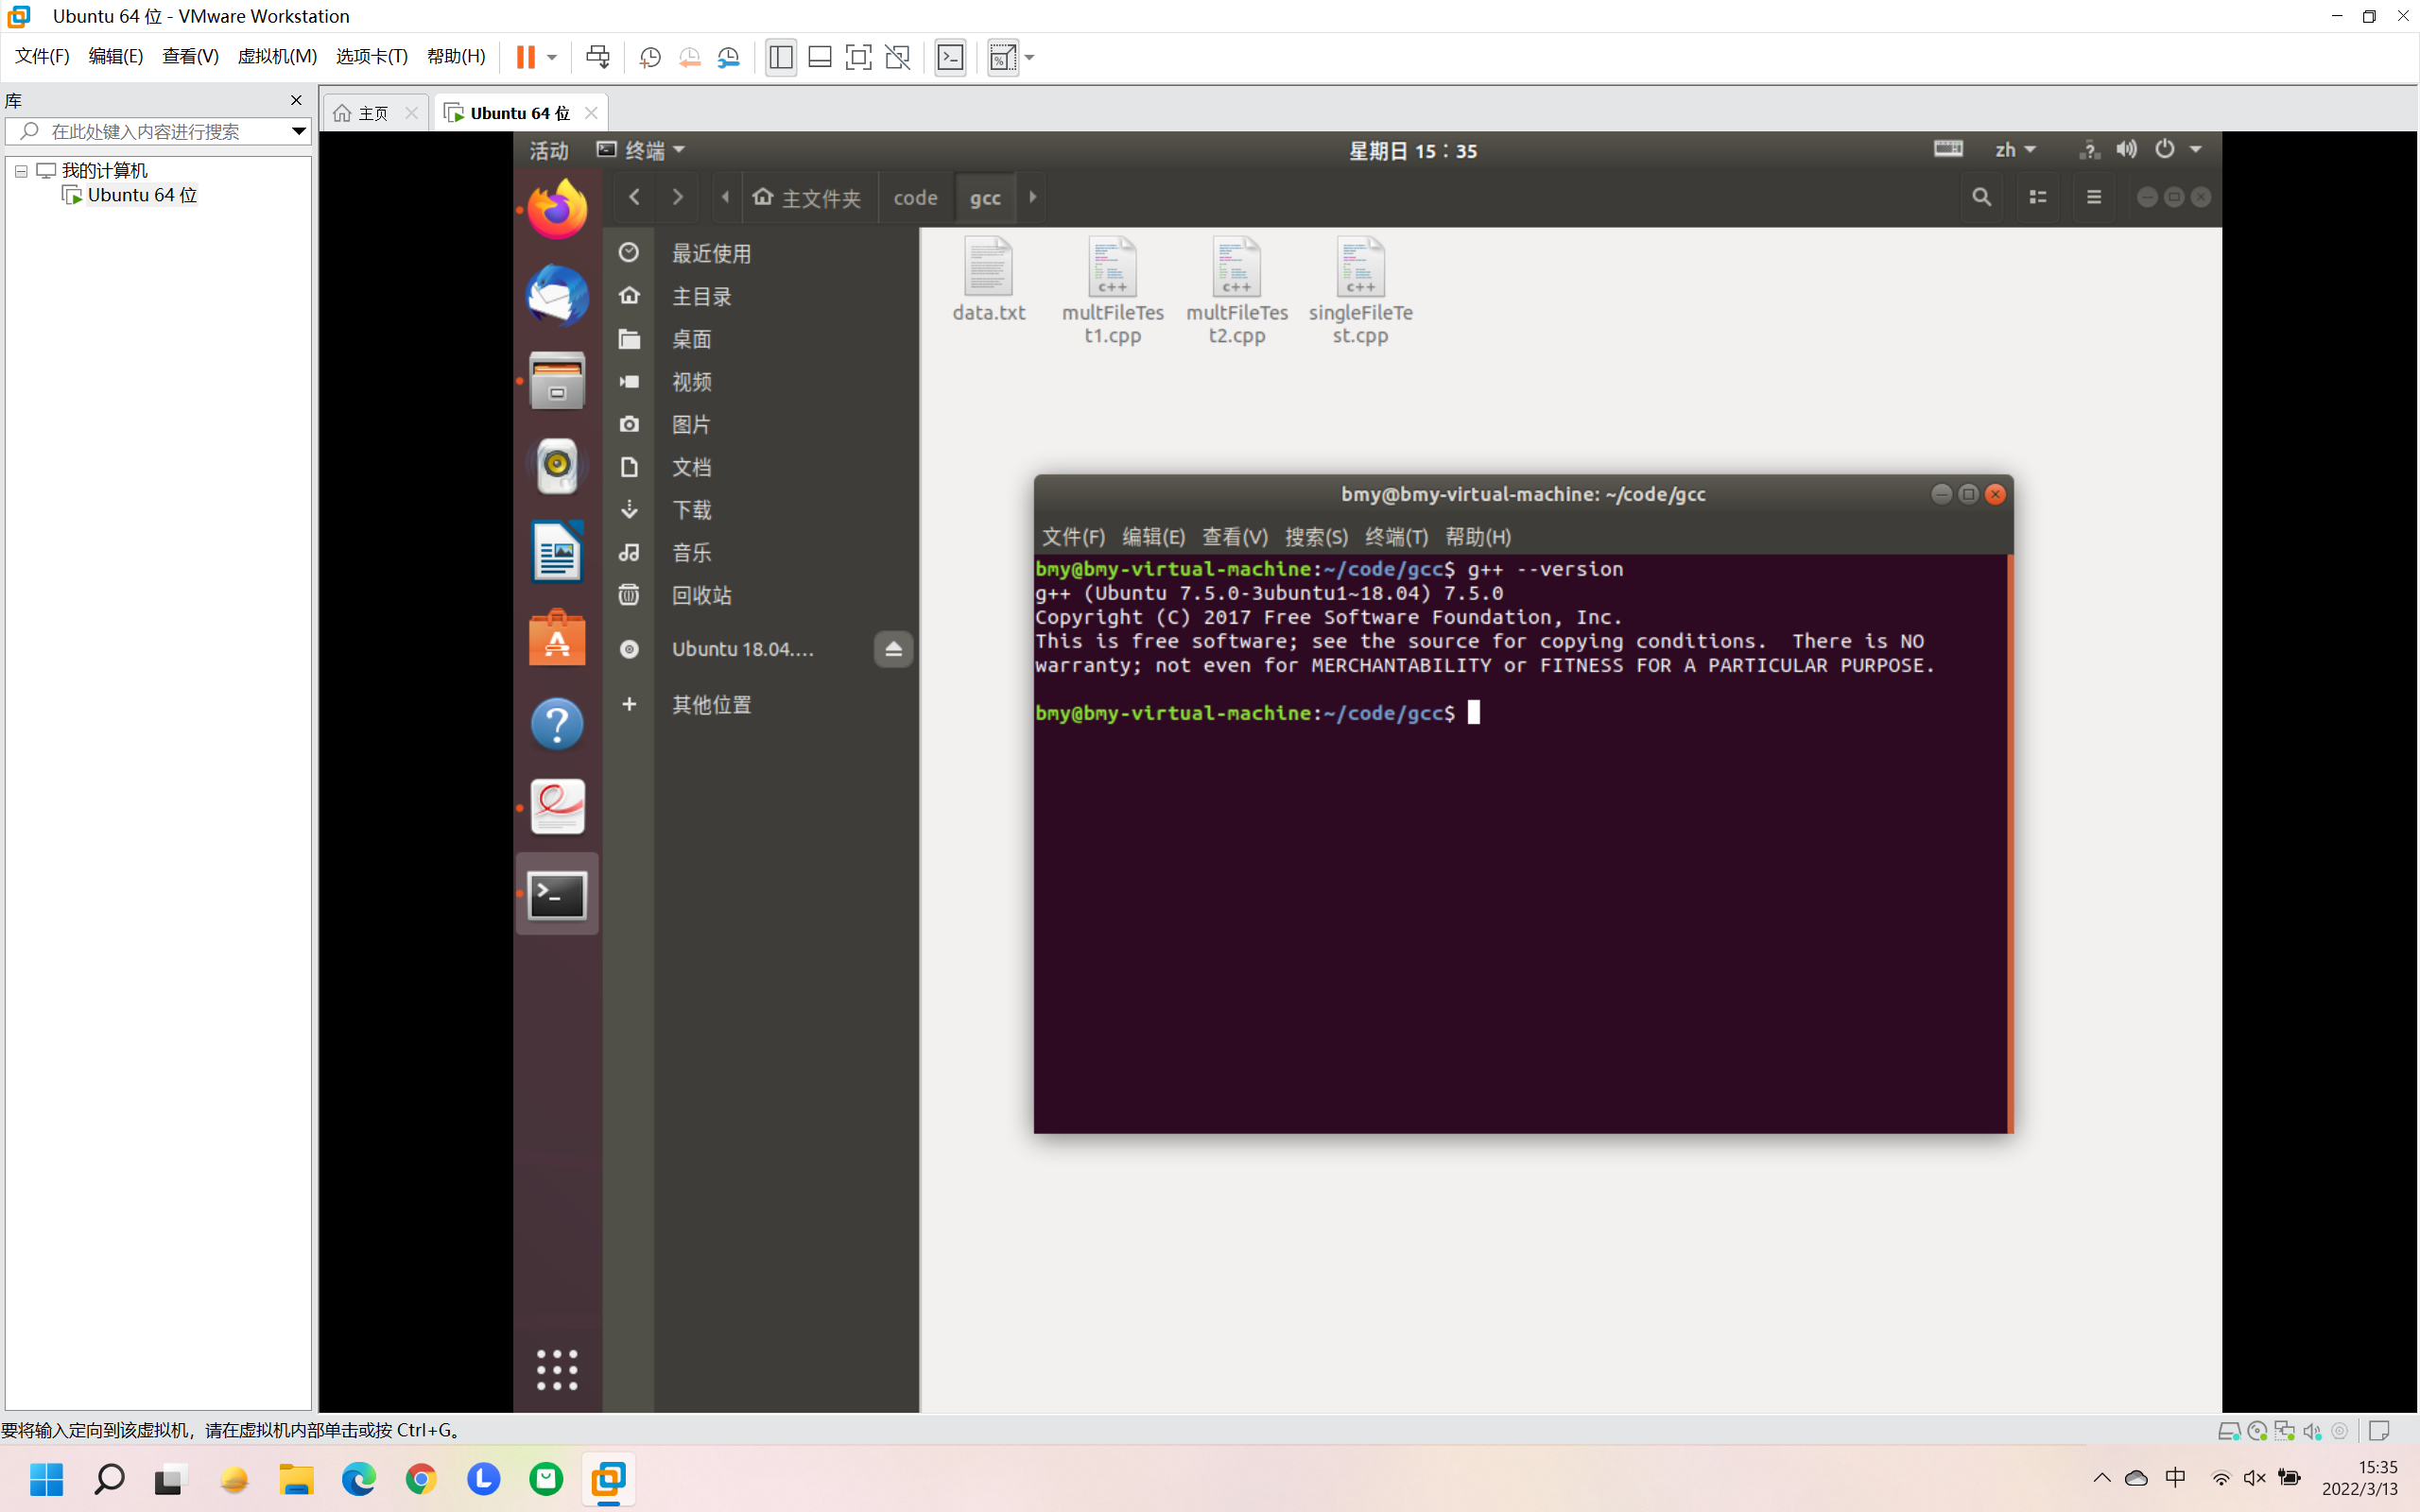 Ubuntu 64 位 - VMware Workstation
文件(F) 编辑(E) 查看(V) 虚拟机(M) 选项卡(T) 帮助(H)
库
在此处键入内容进行搜索
我的计算机
Ubuntu 64 位
主页
Ubuntu 64 位
活动 终端 星期日 15：35 zh
主文件夹 code gcc
最近使用
主目录
桌面
视频
图片
文档
下载
音乐
回收站
Ubuntu 18.04....
其他位置
data.txt
multFileTes
t1.cpp
multFileTes
t2.cpp
singleFileTe
st.cpp
c++
c++
c++
bmy@bmy-virtual-machine: ~/code/gcc
文件(F) 编辑(E) 查看(V) 搜索(S) 终端(T) 帮助(H)
bmy@bmy-virtual-machine:~/code/gcc$ g++ --version
g++ (Ubuntu 7.5.0-3ubuntu1~18.04) 7.5.0
Copyright (C) 2017 Free Software Foundation, Inc.
This is free software; see the source for copying conditions.  There is NO
warranty; not even for MERCHANTABILITY or FITNESS FOR A PARTICULAR PURPOSE.
bmy@bmy-virtual-machine:~/code/gcc$
要将输入定向到该虚拟机，请在虚拟机内部单击或按 Ctrl+G。
中
15:35
2022/3/13